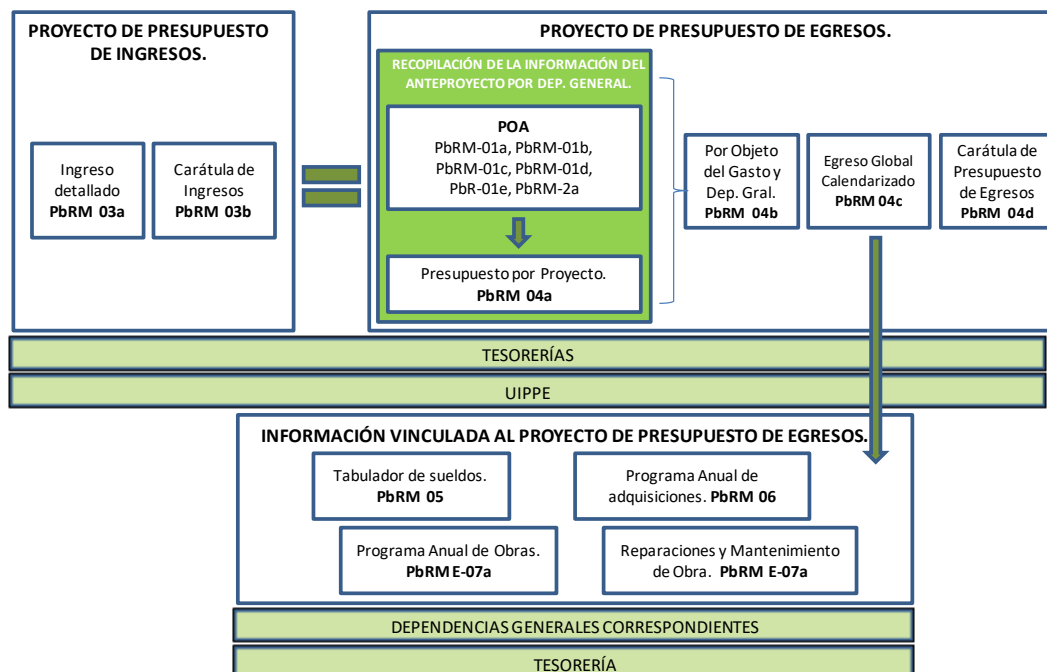 PROYECTO DE PRESUPUESTO
DE INGRESOS.
Ingreso
detallado
PbRM 03a
Carátula de
Ingresos
PbRM 03b
PROYECTO DE PRESUPUESTO DE EGRESOS.
RECOPILACIÓN DE LA INFORMACIÓN DEL
ANTEPROYECTO POR DEP. GENERAL.
POA
PbRM-01a, PbRM-01b,
PbRM-01c, PbRM-01d,
PbR-01e, PbRM-2a
Presupuesto por Proyecto.
PbRM 04a
Por Objeto
del Gasto y
Dep. Gral.
PbRM 04b
Egreso Global
Calendarizado
PbRM 04c
Carátula de
Presupuesto
de Egresos
PbRM 04d
TESORERÍAS
UIPPE
INFORMACIÓN VINCULADA AL PROYECTO DE PRESUPUESTO DE EGRESOS.
Tabulador de sueldos.
PbRM 05
Programa Anual de
adquisiciones. PbRM 06
Programa Anual de Obras.
PbRM E-07a
Reparaciones y Mantenimiento
de Obra. PbRM E-07a
DEPENDENCIAS GENERALES CORRESPONDIENTES
TESORERÍA